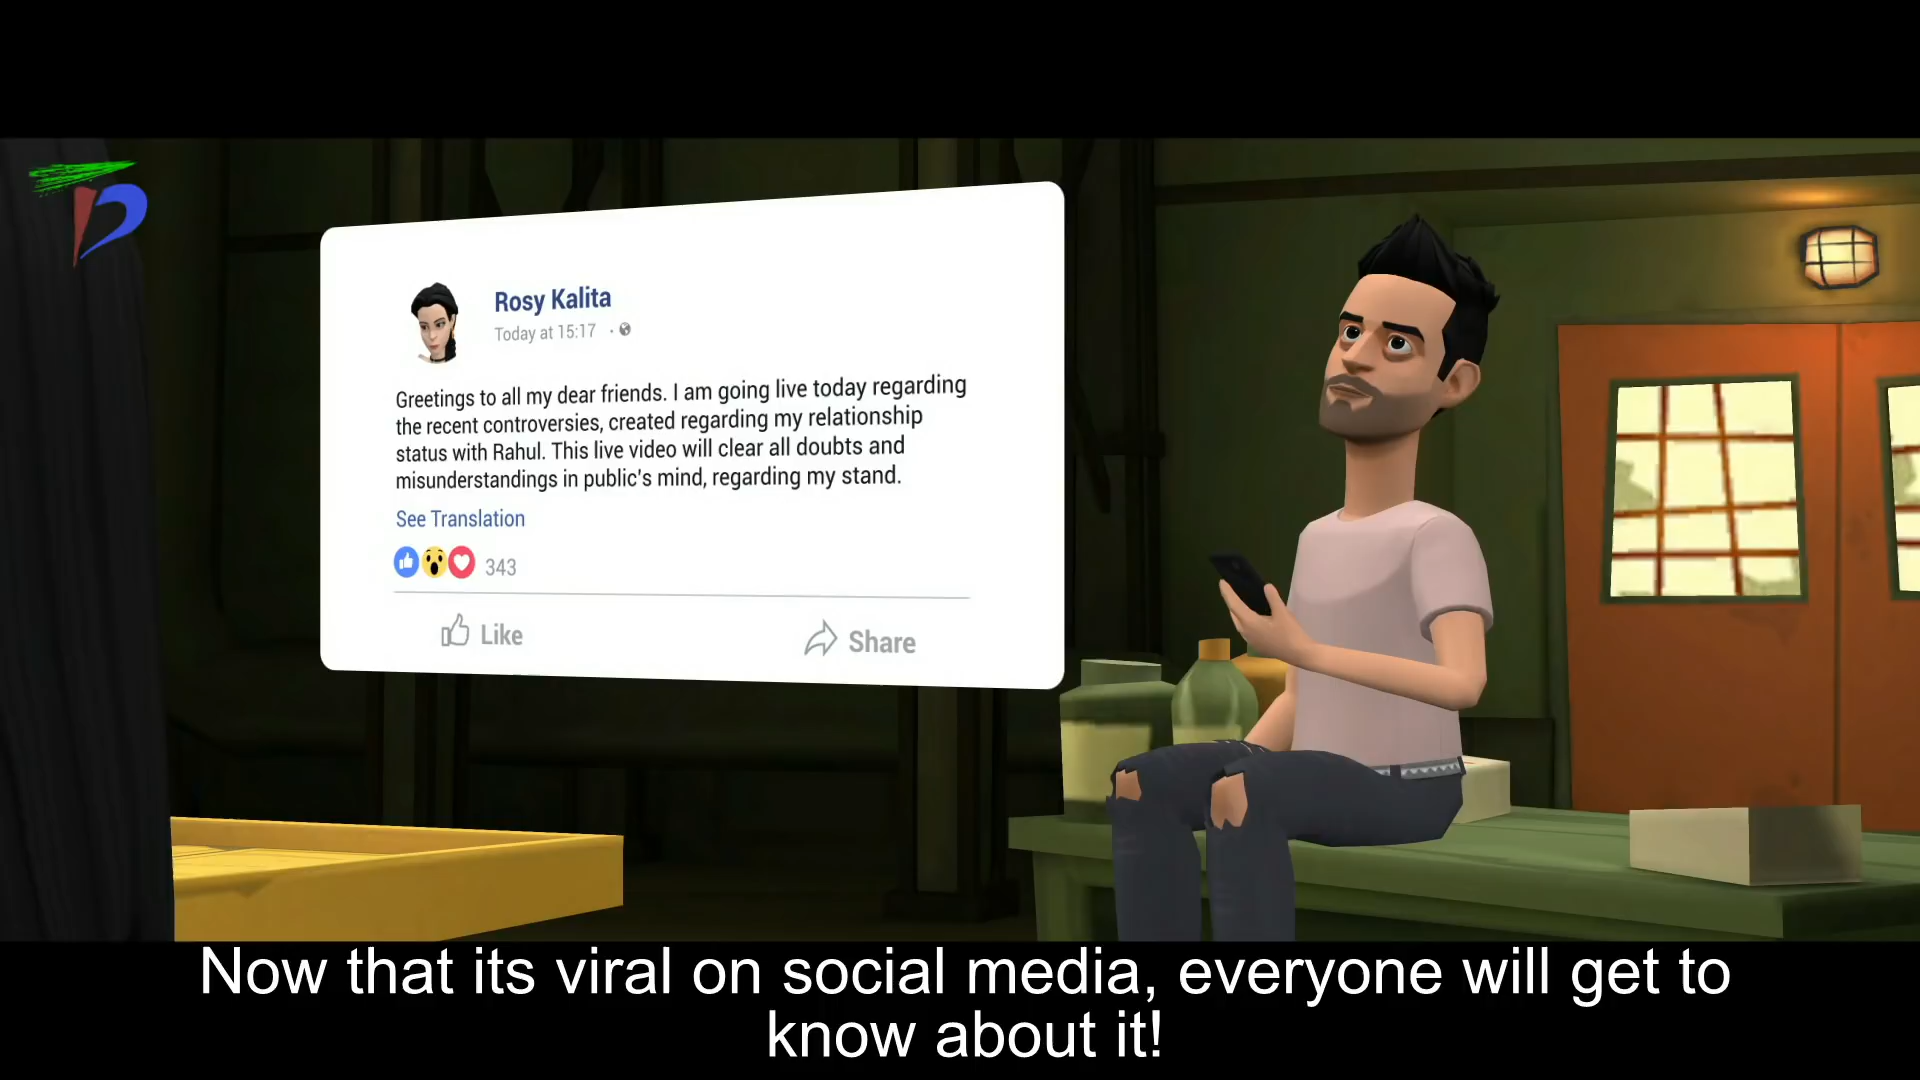 Rosy Kalita
Today at 15:17
Greetings to all my dear friends. I am going live today regarding
the recent controversies, created regarding my relationship
status with Rahul. This live video will clear all doubts and
misunderstandings in public's mind, regarding my stand.
See Translation
343
Like
Share
Now that its viral on social media, everyone will get to
know about it!